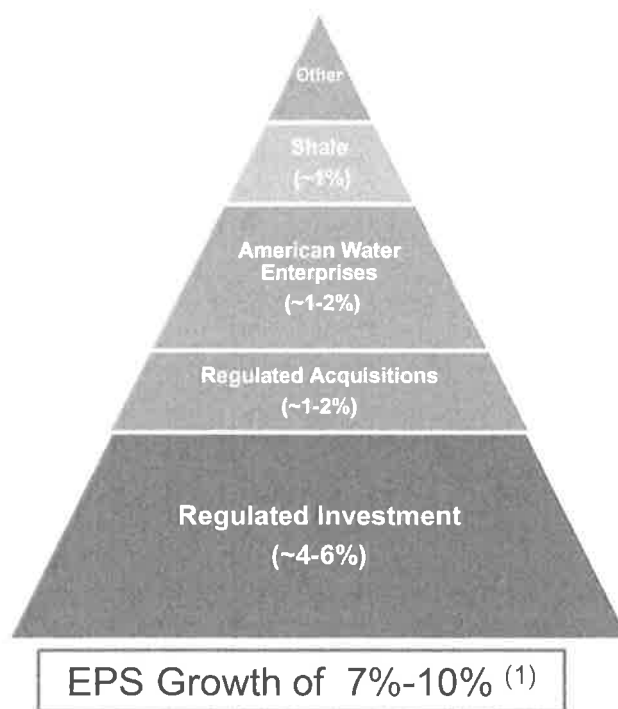 Other
Shale
(~1%)
American Water
Enterprises
(~1-2%)
Regulated Acquisitions
(~1-2%)
Regulated Investment
(~4-6%)
EPS Growth of 7%-10% (1)